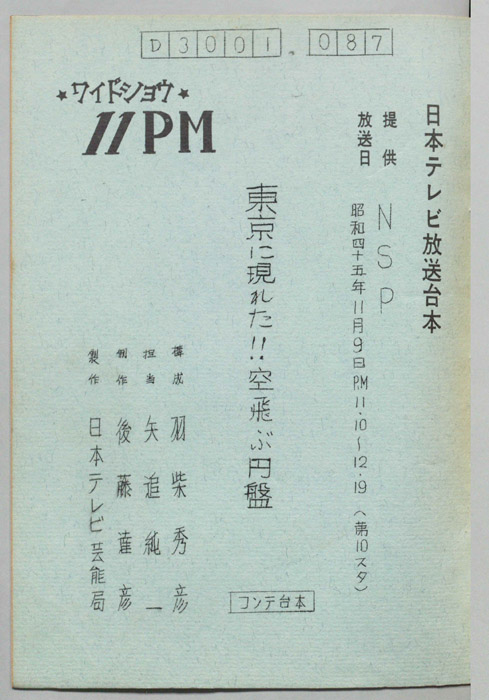 D3001.087
日本テレビ放送台本
提供 NSP
放送日 昭和四十五年11月9日PM11.10〜12.19 (第10スタ)
★ワイドショウ★
11PM
東京に現れた!!空飛ぶ円盤
構成 羽柴秀彦
担当 矢追純一
制作 後藤達彦
製作 日本テレビ芸能局
コンテ台本